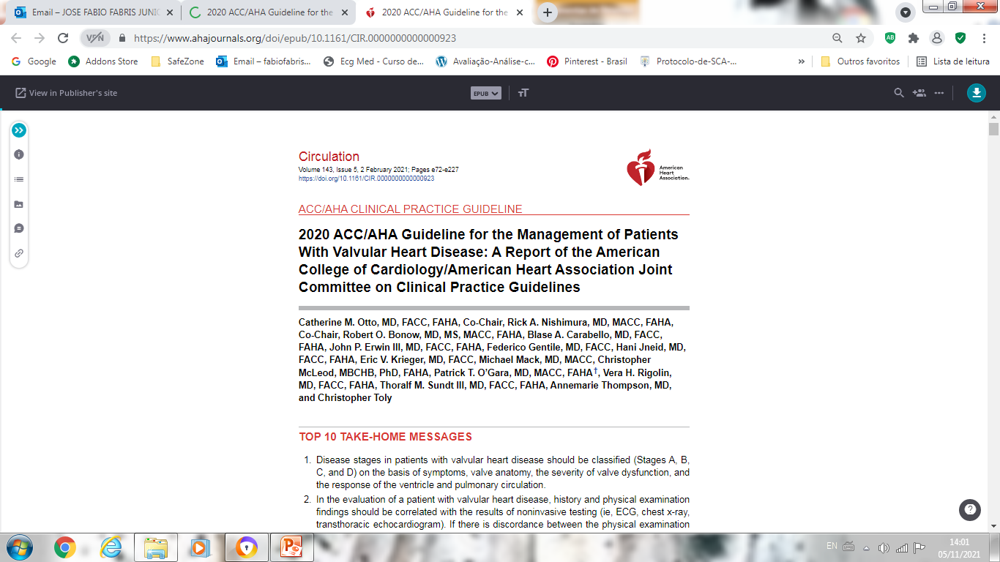 Email – JOSE FABIO FABRIS JUNIC
2020 ACC/AHA Guideline for the
2020 ACC/AHA Guideline for the
VPN
https://www.ahajournals.org/doi/epub/10.1161/CIR.0000000000000923
Google
Addons Store
SafeZone
Email – fabiofabris...
Ecg Med - Curso de...
Avaliação-Análise-c...
Pinterest - Brasil
Protocolo-de-SCA-...
»
Outros favoritos
Lista de leitura
View in Publisher's site
EPUB
TT
Circulation
Volume 143, Issue 5, 2 February 2021; Pages e72-e227
https://doi.org/10.1161/CIR.0000000000000923
American
Heart
Association.
ACC/AHA CLINICAL PRACTICE GUIDELINE
2020 ACC/AHA Guideline for the Management of Patients
With Valvular Heart Disease: A Report of the American
College of Cardiology/American Heart Association Joint
Committee on Clinical Practice Guidelines
Catherine M. Otto, MD, FACC, FAHA, Co-Chair, Rick A. Nishimura, MD, MACC, FAHA,
Co-Chair, Robert O. Bonow, MD, MS, MACC, FAHA, Blase A. Carabello, MD, FACC,
FAHA, John P. Erwin III, MD, FACC, FAHA, Federico Gentile, MD, FACC, Hani Jneid, MD,
FACC, FAHA, Eric V. Krieger, MD, FACC, Michael Mack, MD, MACC, Christopher
McLeod, MBCHB, PhD, FAHA, Patrick T. O'Gara, MD, MACC, FAHA†, Vera H. Rigolin,
MD, FACC, FAHA, Thoralf M. Sundt III, MD, FACC, FAHA, Annemarie Thompson, MD,
and Christopher Toly
TOP 10 TAKE-HOME MESSAGES
1. Disease stages in patients with valvular heart disease should be classified (Stages A, B,
C, and D) on the basis of symptoms, valve anatomy, the severity of valve dysfunction, and
the response of the ventricle and pulmonary circulation.
2. In the evaluation of a patient with valvular heart disease, history and physical examination
findings should be correlated with the results of noninvasive testing (ie, ECG, chest x-ray,
transthoracic echocardiogram). If there is discordance between the physical examination
EN
14:01
05/11/2021